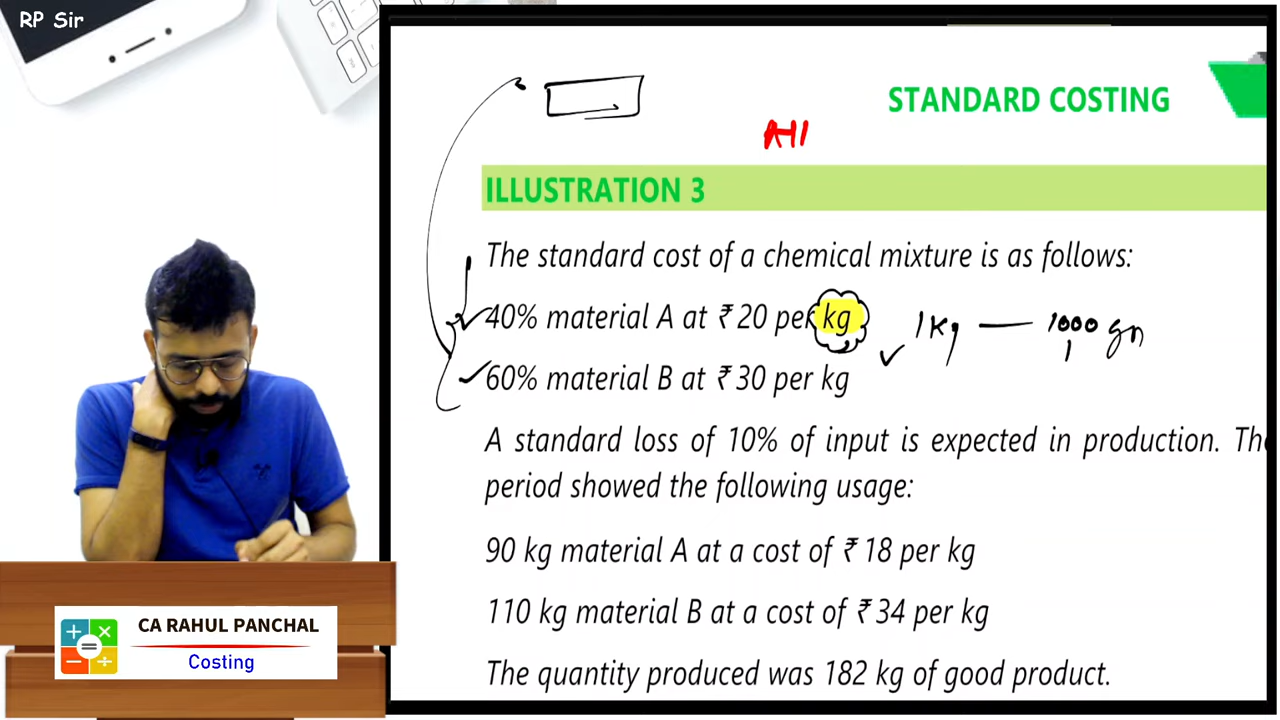 RP Sir
STANDARD COSTING
AH
ILLUSTRATION 3
The standard cost of a chemical mixture is as follows:
40% material A at ₹ 20 per kg
1 kg — 1000 gm
60% material B at ₹ 30 per kg
A standard loss of 10% of input is expected in production.
period showed the following usage:
90 kg material A at a cost of ₹ 18 per kg
110 kg material B at a cost of ₹ 34 per kg
The quantity produced was 182 kg of good product.
CA RAHUL PANCHAL
Costing